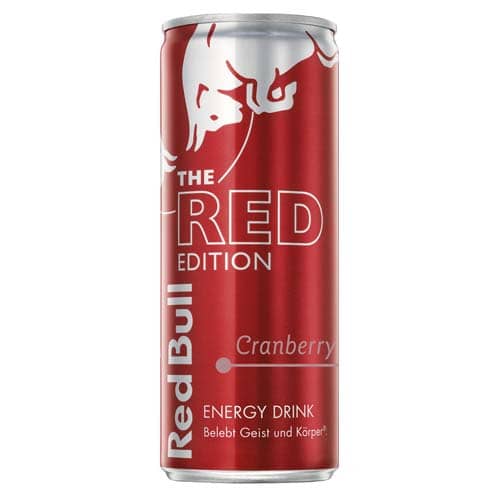 THE
RED
EDITION
Red Bull
Cranberry
ENERGY DRINK
Belebt Geist und Körper®.